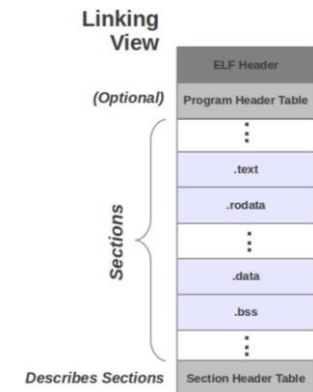 Linking
View
ELF Header
(Optional) Program Header Table
⋮
.text
.rodata
Sections
⋮
.data
.bss
⋮
Describes Sections Section Header Table